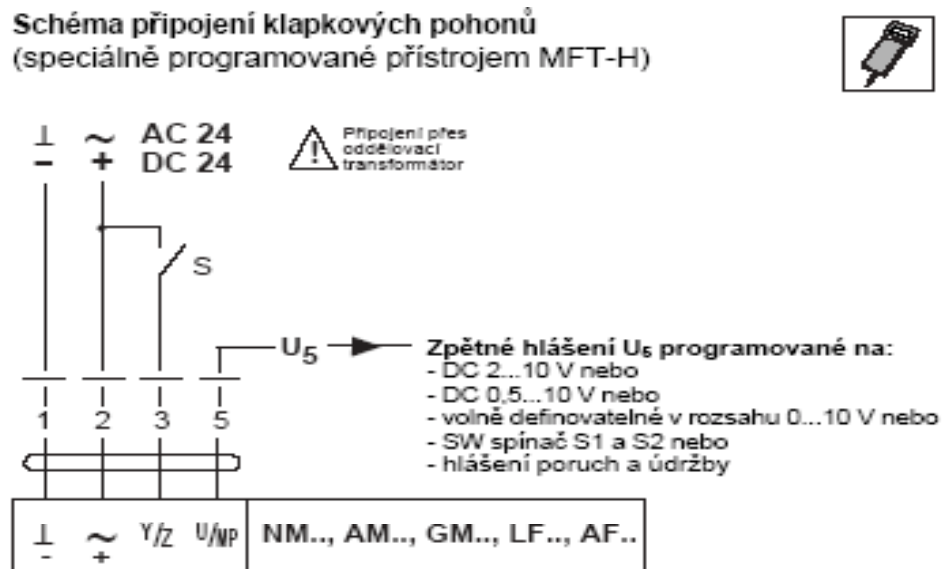 Schéma připojení klapkových pohonů
(speciálně programované přístrojem MFT-H)
⊥ ~ AC 24
- + DC 24
Připojení přes
oddělovací
transformátor
S
U5
Zpětné hlášení U5 programované na:
- DC 2...10 V nebo
- DC 0,5...10 V nebo
- volně definovatelné v rozsahu 0...10 V nebo
- SW spínač S1 a S2 nebo
- hlášení poruch a údržby
1 2 3 5
⊥ ~ Y/Z U/MP NM.., AM.., GM.., LF.., AF..
- +